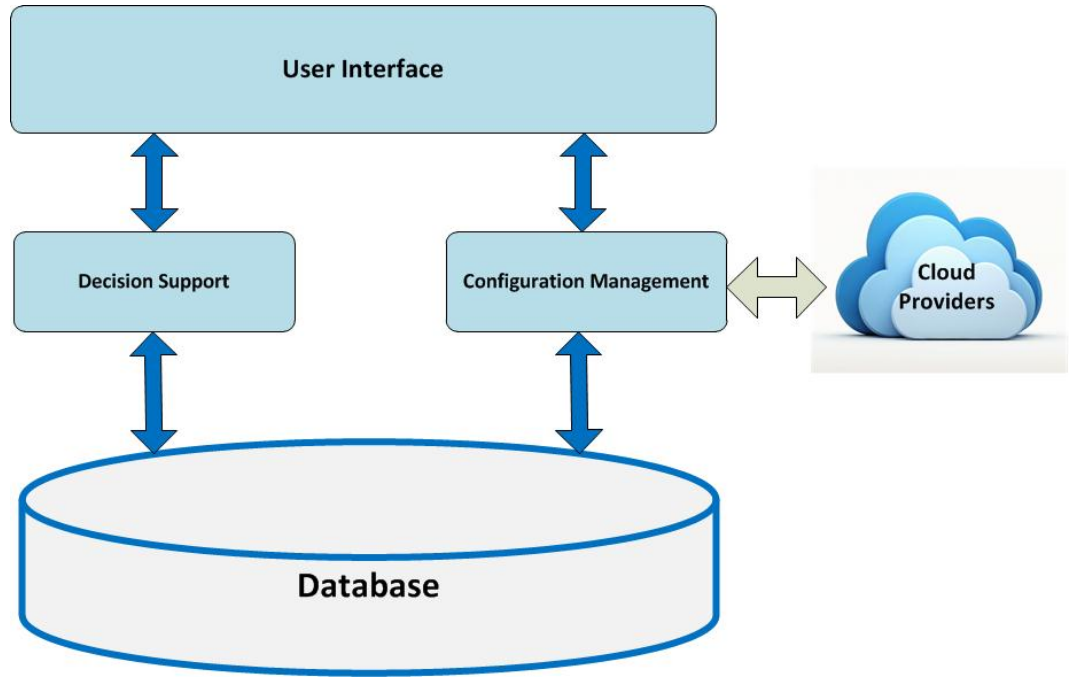 User Interface
Decision Support
Configuration Management
Cloud
Providers
Database